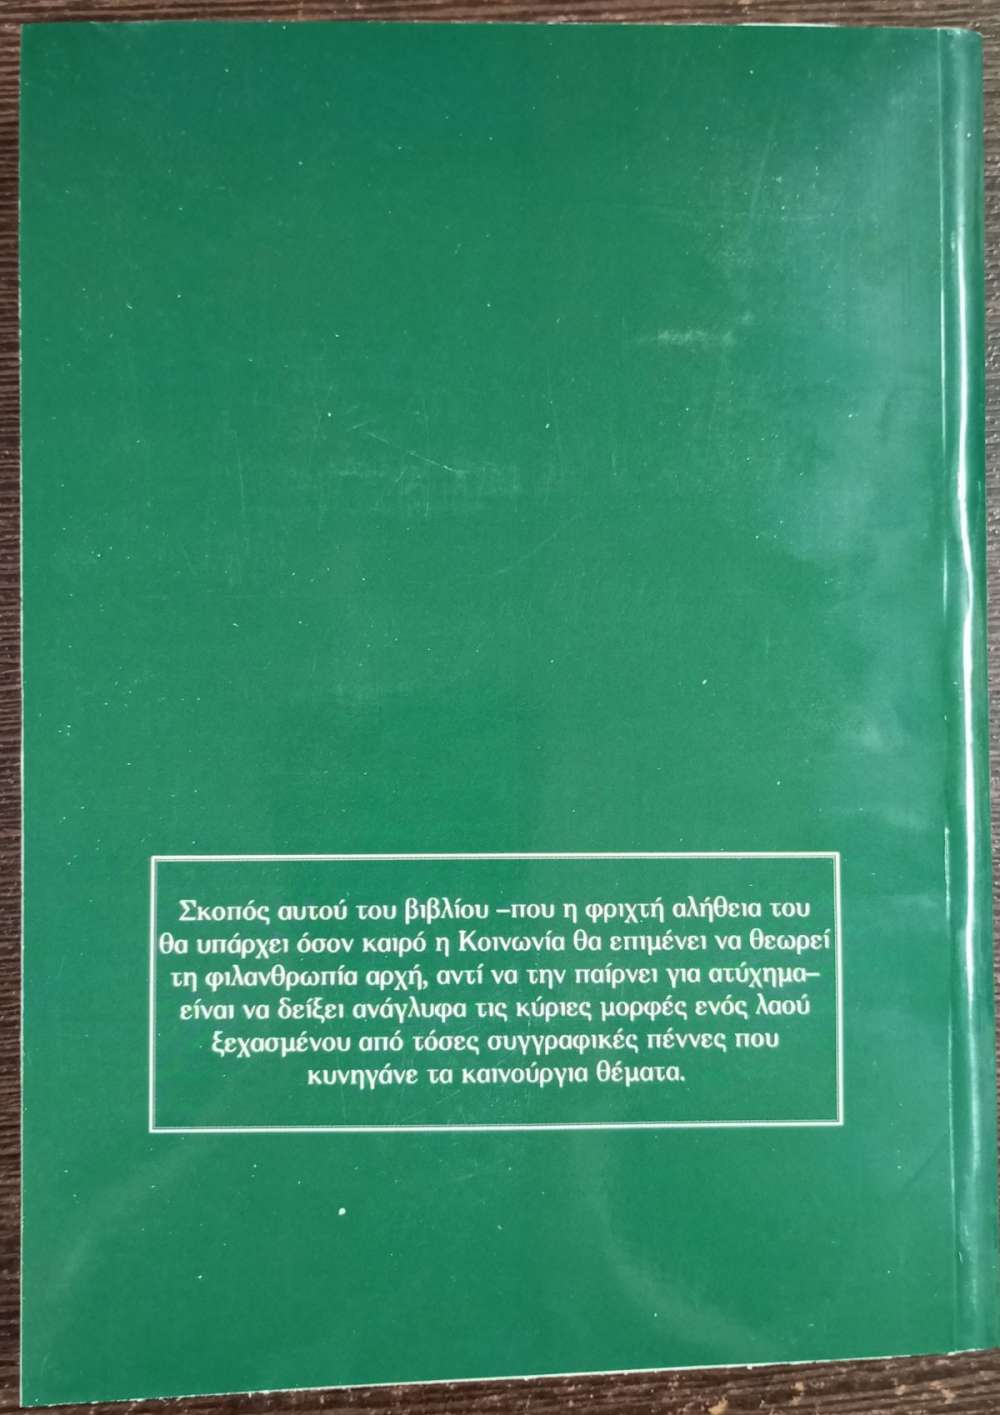 Σκοπός αυτού του βιβλίου –που η φριχτή αλήθεια του
θα υπάρχει όσον καιρό η Κοινωνία θα επιμένει να θεωρεί
τη φιλανθρωπία αρχή, αντί να την παίρνει για ατύχημα–
είναι να δείξει ανάγλυφα τις κύριες μορφές ενός λαού
ξεχασμένου από τόσες συγγραφικές πέννες που
κυνηγάνε τα καινούργια θέματα.